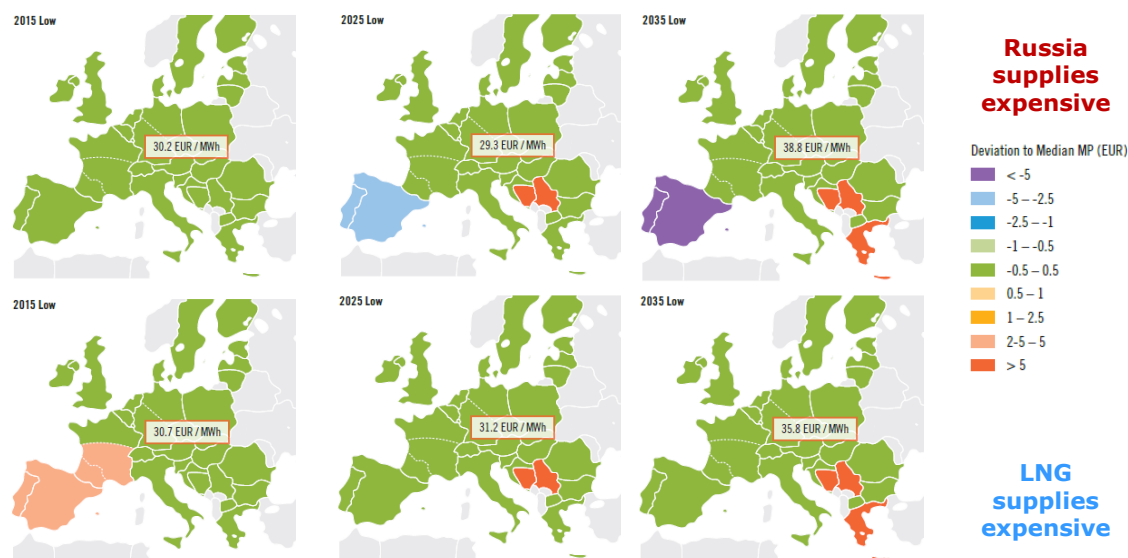 2015 Low
2025 Low
2035 Low
30.2 EUR / MWh
29.3 EUR / MWh
38.8 EUR / MWh
Russia
supplies
expensive
Deviation to Median MP (EUR)
< -5
-5 – -2.5
-2.5 – -1
-1 – -0.5
-0.5 – 0.5
0.5 – 1
1 – 2.5
2-5 – 5
> 5
2015 Low
2025 Low
2035 Low
30.7 EUR / MWh
31.2 EUR / MWh
35.8 EUR / MWh
LNG
supplies
expensive